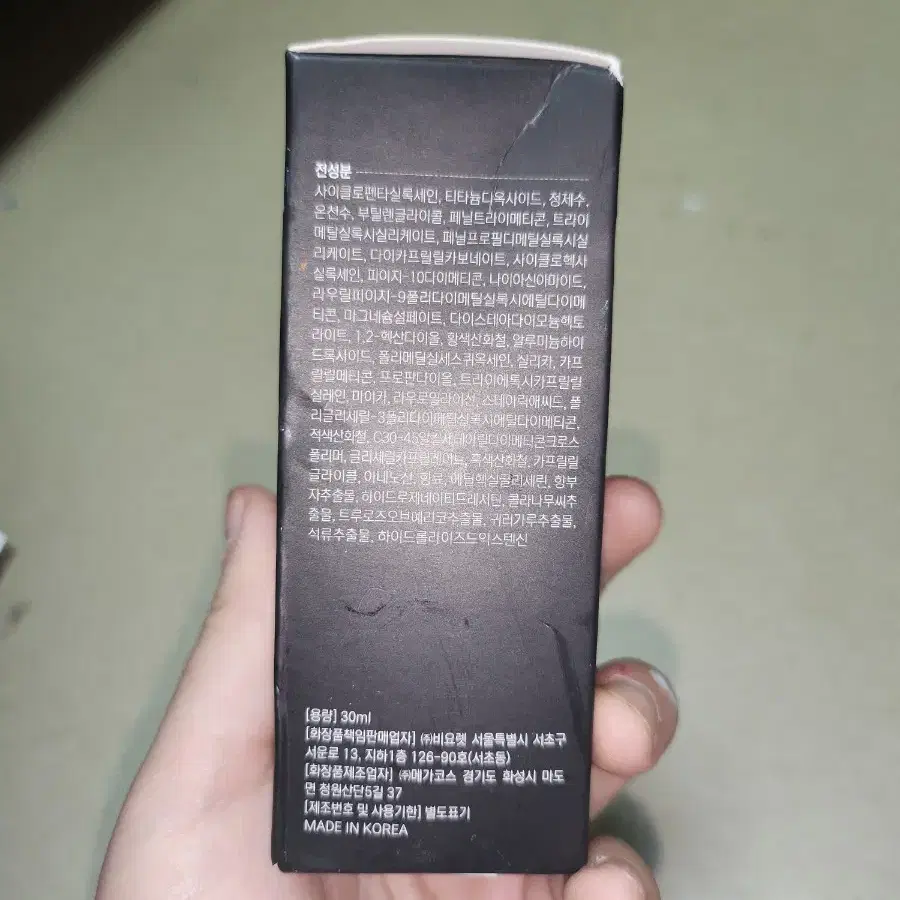 전성분
사이클로펜타실록세인, 티타늄디옥사이드, 정제수,
온천수, 부틸렌글라이콜, 페닐트라이메티콘, 트라이
메틸실록시실리케이트, 페닐프로필디메틸실록시실
리케이트, 다이카프릴릴카보네이트, 사이클로헥사
실록세인, 피이지-10다이메티콘, 나이아신아마이드,
라우릴피이지-9폴리다이메틸실록시에틸다이메
티콘, 마그네슘설페이트, 다이스테아다이모늄헥토
라이트, 1,2-헥산다이올, 황색산화철, 알루미늄하이
드록사이드, 폴리메틸실세스퀴옥세인, 실리카, 카프
릴릴메티콘, 프로판다이올, 트라이에톡시카프릴릴
실레인, 마이카, 라우로일라이신, 스테아릭애씨드, 폴
리글리세릴-3폴리다이메틸실록시에틸다이메티콘,
적색산화철, C30-45알킬세테아릴다이메티콘크로스
폴리머, 글리세릴카프릴레이트, 흑색산화철, 카프릴릴
글라이콜, 아데노신, 향료, 에틸헥실글리세린, 향부
자추출물, 하이드로제네이티드레시틴, 콜라나무씨추
출물, 트루로즈오브예리코추출물, 귀리가루추출물,
석류추출물, 하이드롤라이즈드익스텐신
[용량] 30ml
[화장품책임판매업자] ㈜비요렛 서울특별시 서초구
서운로 13, 지하1층 126-90호(서초동)
[화장품제조업자] ㈜메가코스 경기도 화성시 마도
면 청원산단5길 37
[제조번호 및 사용기한] 별도표기
MADE IN KOREA